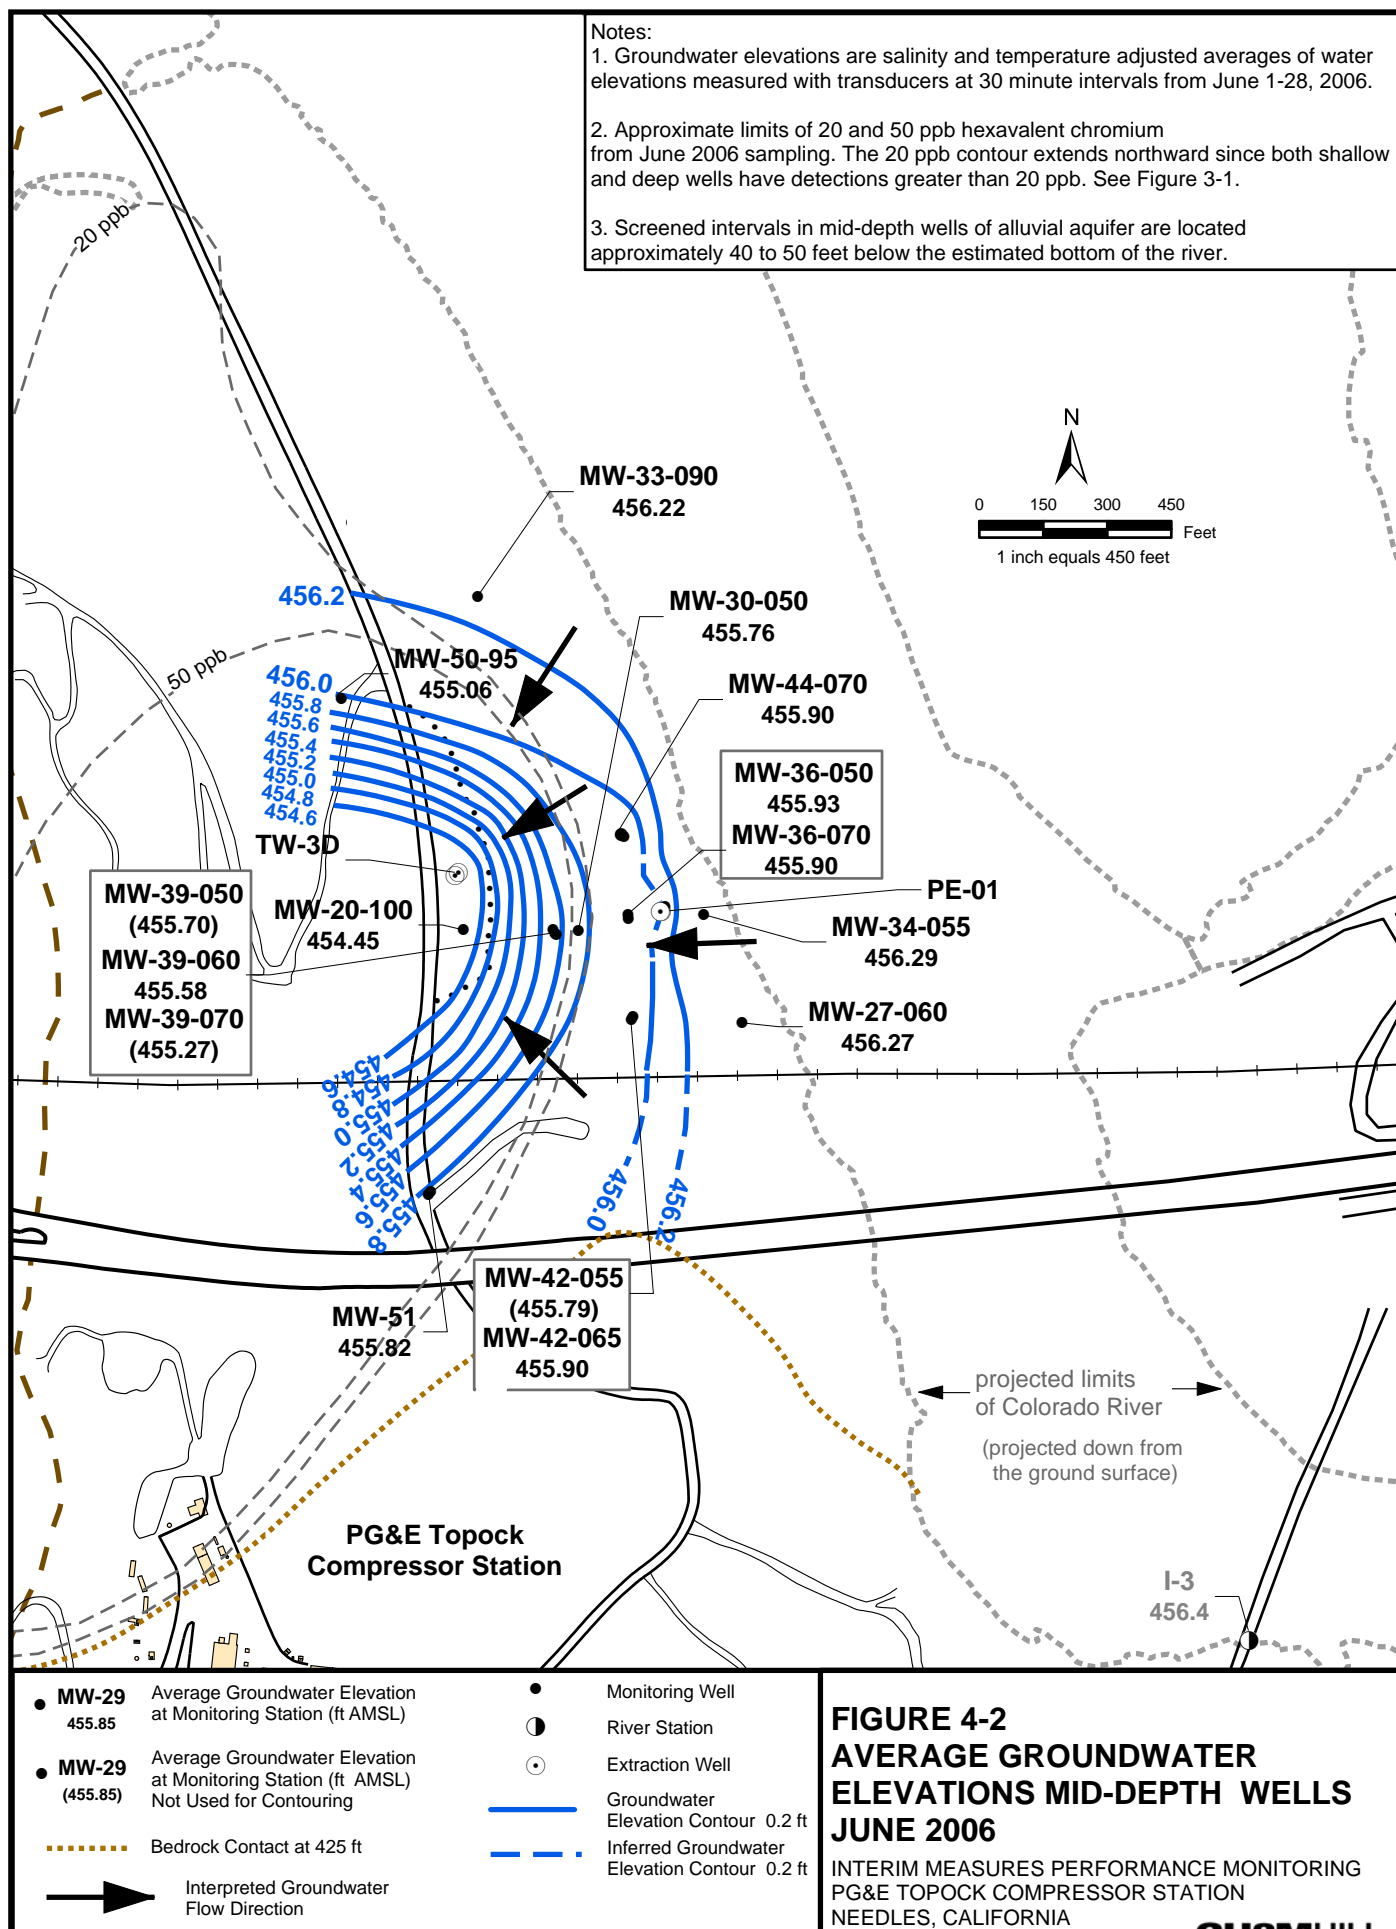 Notes:
1. Groundwater elevations are salinity and temperature adjusted averages of water
elevations measured with transducers at 30 minute intervals from June 1-28, 2006.
2. Approximate limits of 20 and 50 ppb hexavalent chromium
from June 2006 sampling. The 20 ppb contour extends northward since both shallow
and deep wells have detections greater than 20 ppb. See Figure 3-1.
3. Screened intervals in mid-depth wells of alluvial aquifer are located
approximately 40 to 50 feet below the estimated bottom of the river.
20 ppb
N
0 150 300 450
Feet
1 inch equals 450 feet
MW-33-090
456.22
456.2
MW-30-050
455.76
50 ppb
MW-50-95
455.06
456.0
455.8
455.6
455.4
455.2
455.0
454.8
454.6
MW-44-070
455.90
MW-36-050
455.93
MW-36-070
455.90
TW-3D
PE-01
MW-39-050
(455.70)
MW-39-060
455.58
MW-39-070
(455.27)
MW-20-100
454.45
MW-34-055
456.29
MW-27-060
456.27
454.6
454.8
455.0
455.2
455.4
455.6
455.8
456.0
456.2
MW-42-055
(455.79)
MW-42-065
455.90
MW-51
455.82
projected limits
of Colorado River
(projected down from
the ground surface)
PG&E Topock
Compressor Station
I-3
456.4
MW-29
455.85
Average Groundwater Elevation
at Monitoring Station (ft AMSL)
MW-29
(455.85)
Average Groundwater Elevation
at Monitoring Station (ft AMSL)
Not Used for Contouring
Bedrock Contact at 425 ft
Interpreted Groundwater
Flow Direction
Monitoring Well
River Station
Extraction Well
Groundwater
Elevation Contour 0.2 ft
Inferred Groundwater
Elevation Contour 0.2 ft
FIGURE 4-2
AVERAGE GROUNDWATER
ELEVATIONS MID-DEPTH WELLS
JUNE 2006
INTERIM MEASURES PERFORMANCE MONITORING
PG&E TOPOCK COMPRESSOR STATION
NEEDLES, CALIFORNIA